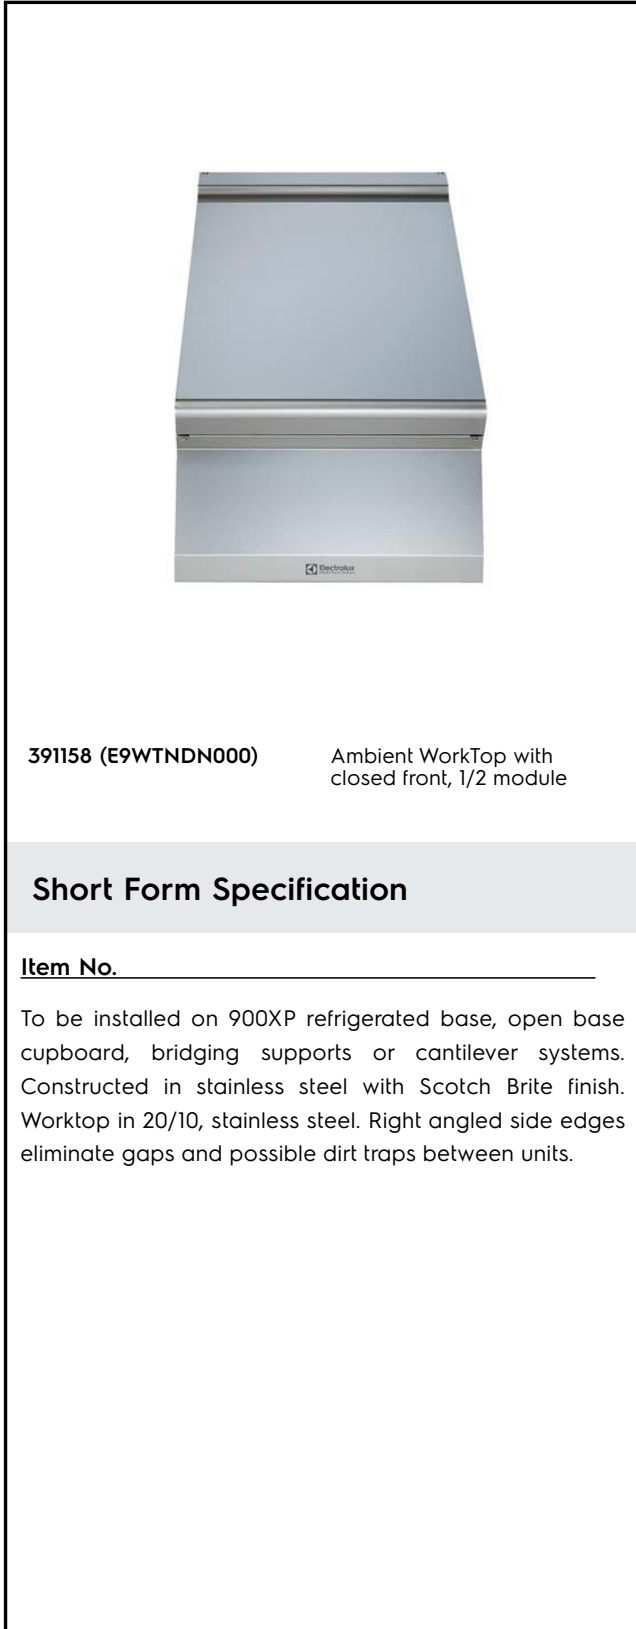 Electrolux
PROFESSIONAL
391158 (E9WTNDN000)
Ambient WorkTop with
closed front, 1/2 module
Short Form Specification
Item No.
To be installed on 900XP refrigerated base, open base
cupboard, bridging supports or cantilever systems.
Constructed in stainless steel with Scotch Brite finish.
Worktop in 20/10, stainless steel. Right angled side edges
eliminate gaps and possible dirt traps between units.